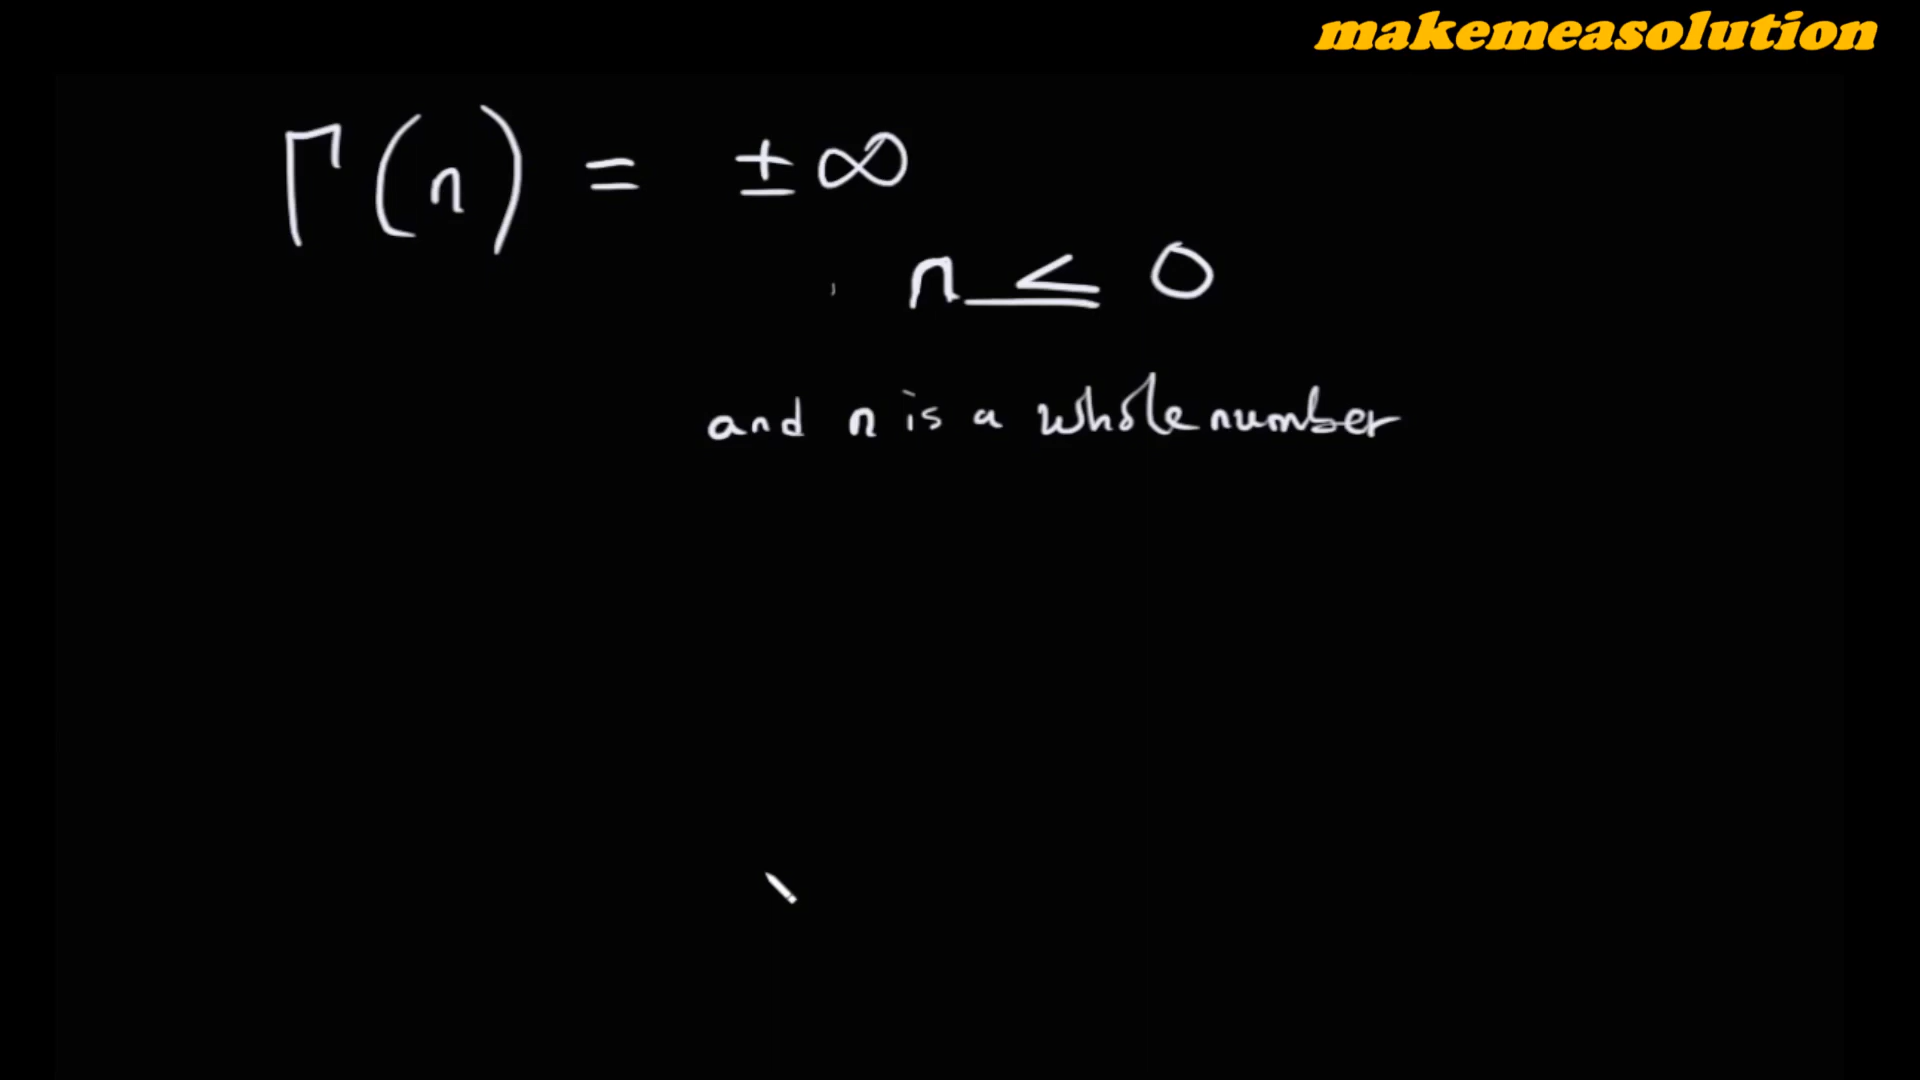 makemeasolution
Γ(n) = ±∞
n ≤ 0
and n is a whole number